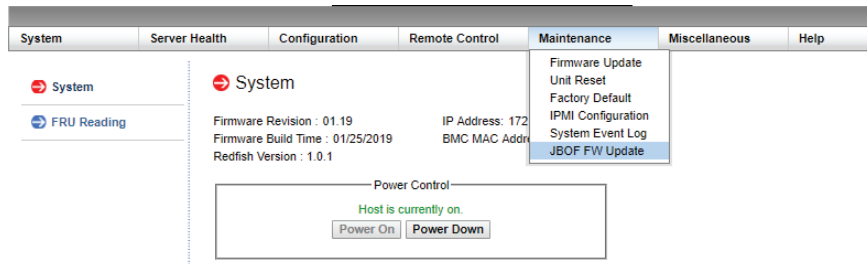 System Server Health Configuration Remote Control Maintenance Miscellaneous Help
Firmware Update
Unit Reset
Factory Default
IPMI Configuration
System Event Log
JBOF FW Update
System
FRU Reading
System
Firmware Revision : 01.19 IP Address: 172
Firmware Build Time : 01/25/2019 BMC MAC
Redfish Version : 1.0.1
Power Control
Host is currently on.
Power On Power Down